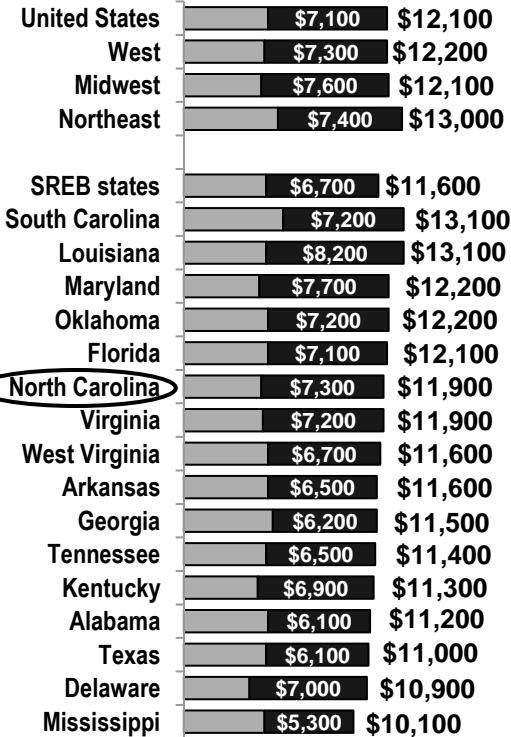 United States $7,100 $12,100
West $7,300 $12,200
Midwest $7,600 $12,100
Northeast $7,400 $13,000
SREB states $6,700 $11,600
South Carolina $7,200 $13,100
Louisiana $8,200 $13,100
Maryland $7,700 $12,200
Oklahoma $7,200 $12,200
Florida $7,100 $12,100
North Carolina $7,300 $11,900
Virginia $7,200 $11,900
West Virginia $6,700 $11,600
Arkansas $6,500 $11,600
Georgia $6,200 $11,500
Tennessee $6,500 $11,400
Kentucky $6,900 $11,300
Alabama $6,100 $11,200
Texas $6,100 $11,000
Delaware $7,000 $10,900
Mississippi $5,300 $10,100